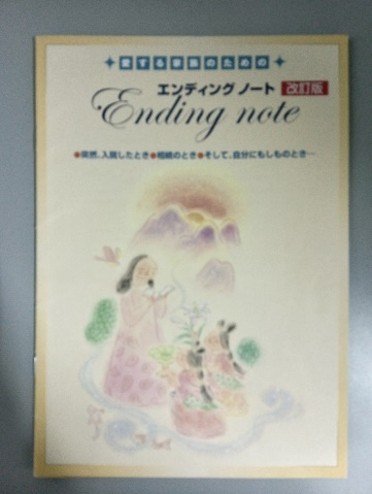 愛する家族のための
エンディングノート 改訂版
Ending note
◆突然、入院したとき◆相続のとき◆そして、自分にもしものとき…